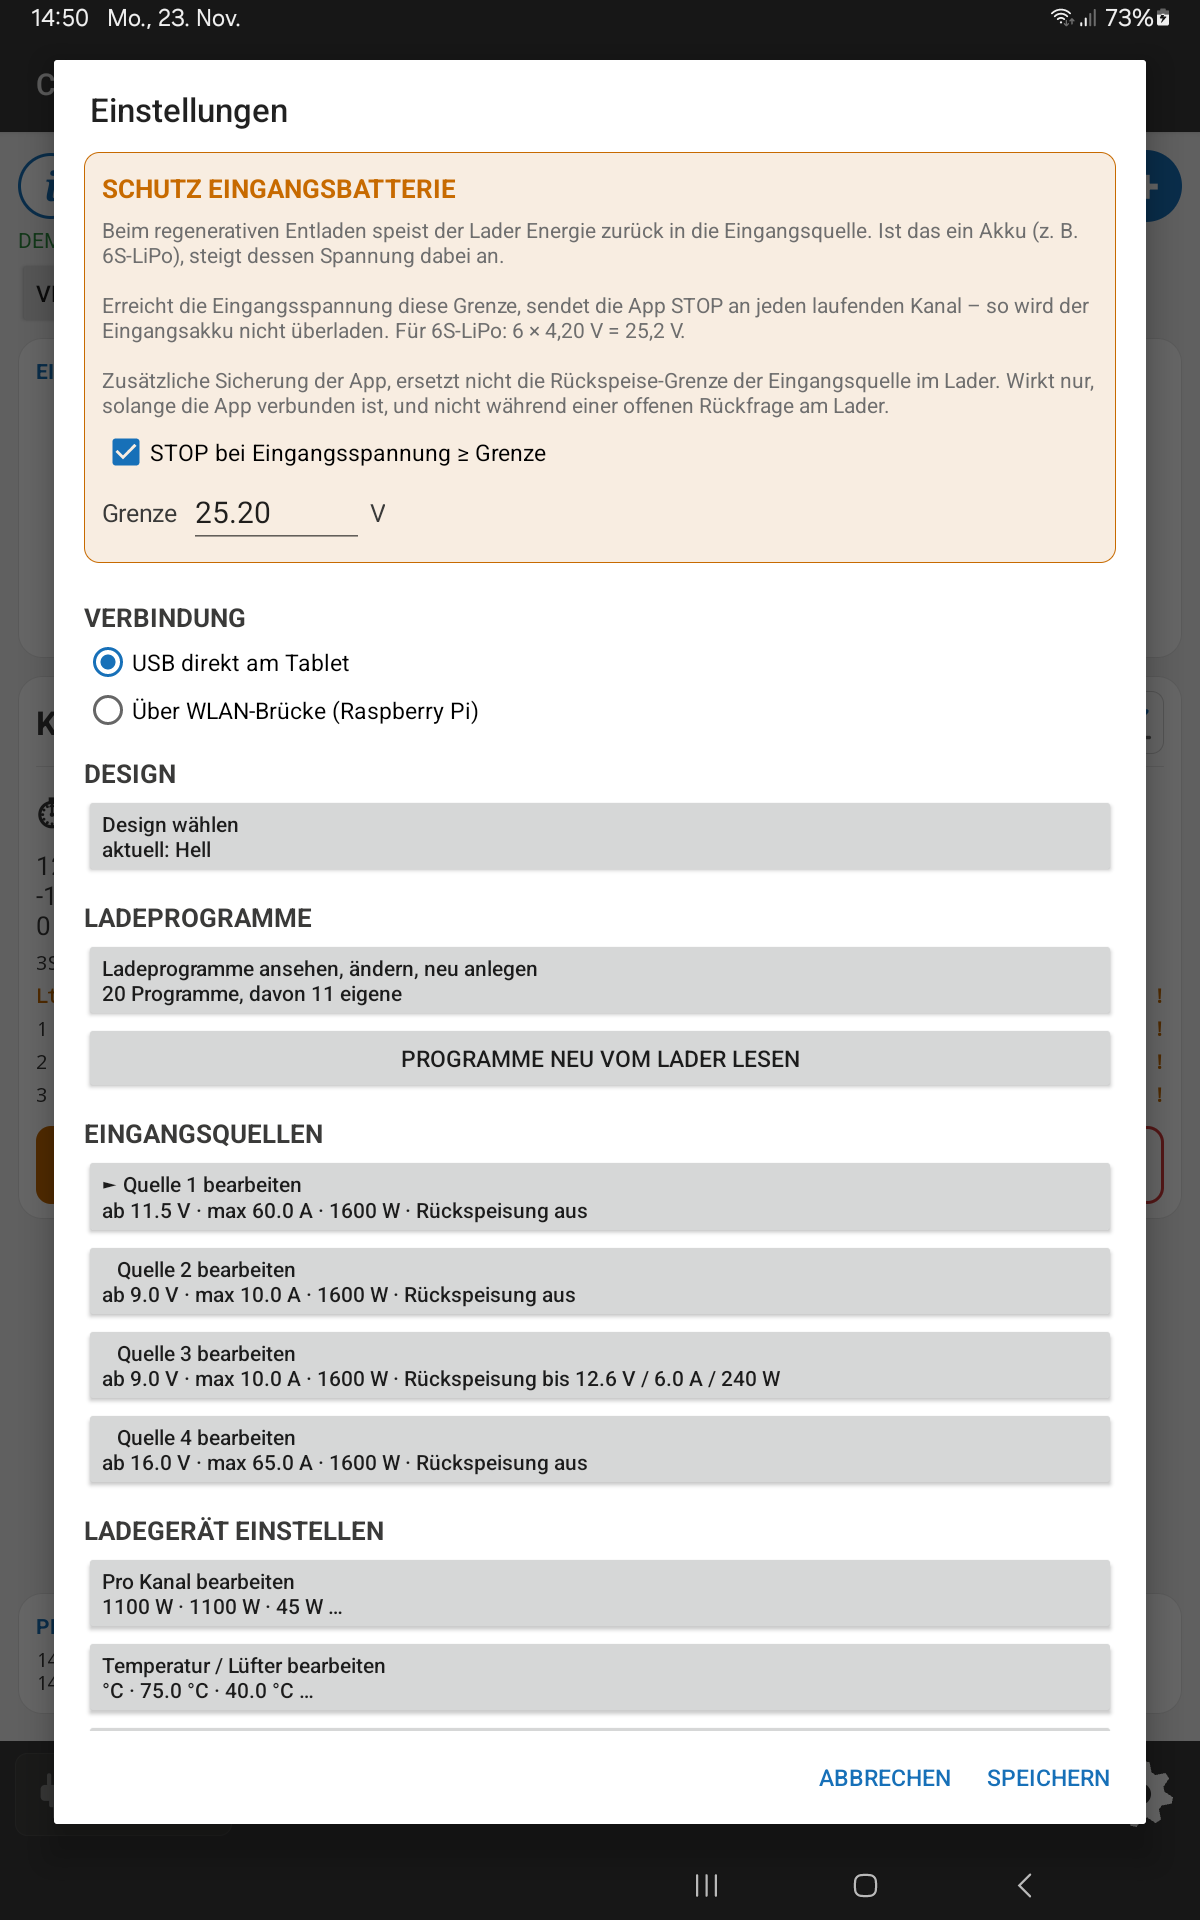 14:50 Mo., 23. Nov.
73%
Einstellungen
SCHUTZ EINGANGSBATTERIE
Beim regenerativen Entladen speist der Lader Energie zurück in die Eingangsquelle. Ist das ein Akku (z. B.
6S-LiPo), steigt dessen Spannung dabei an.
Erreicht die Eingangsspannung diese Grenze, sendet die App STOP an jeden laufenden Kanal – so wird der
Eingangsakku nicht überladen. Für 6S-LiPo: 6 × 4,20 V = 25,2 V.
Zusätzliche Sicherung der App, ersetzt nicht die Rückspeise-Grenze der Eingangsquelle im Lader. Wirkt nur,
solange die App verbunden ist, und nicht während einer offenen Rückfrage am Lader.
STOP bei Eingangsspannung ≥ Grenze
Grenze 25.20 V
VERBINDUNG
USB direkt am Tablet
Über WLAN-Brücke (Raspberry Pi)
DESIGN
Design wählen
aktuell: Hell
LADEPROGRAMME
Ladeprogramme ansehen, ändern, neu anlegen
20 Programme, davon 11 eigene
PROGRAMME NEU VOM LADER LESEN
EINGANGSQUELLEN
► Quelle 1 bearbeiten
ab 11.5 V · max 60.0 A · 1600 W · Rückspeisung aus
Quelle 2 bearbeiten
ab 9.0 V · max 10.0 A · 1600 W · Rückspeisung aus
Quelle 3 bearbeiten
ab 9.0 V · max 10.0 A · 1600 W · Rückspeisung bis 12.6 V / 6.0 A / 240 W
Quelle 4 bearbeiten
ab 16.0 V · max 65.0 A · 1600 W · Rückspeisung aus
LADEGERÄT EINSTELLEN
Pro Kanal bearbeiten
1100 W · 1100 W · 45 W ...
Temperatur / Lüfter bearbeiten
°C · 75.0 °C · 40.0 °C ...
ABBRECHEN SPEICHERN